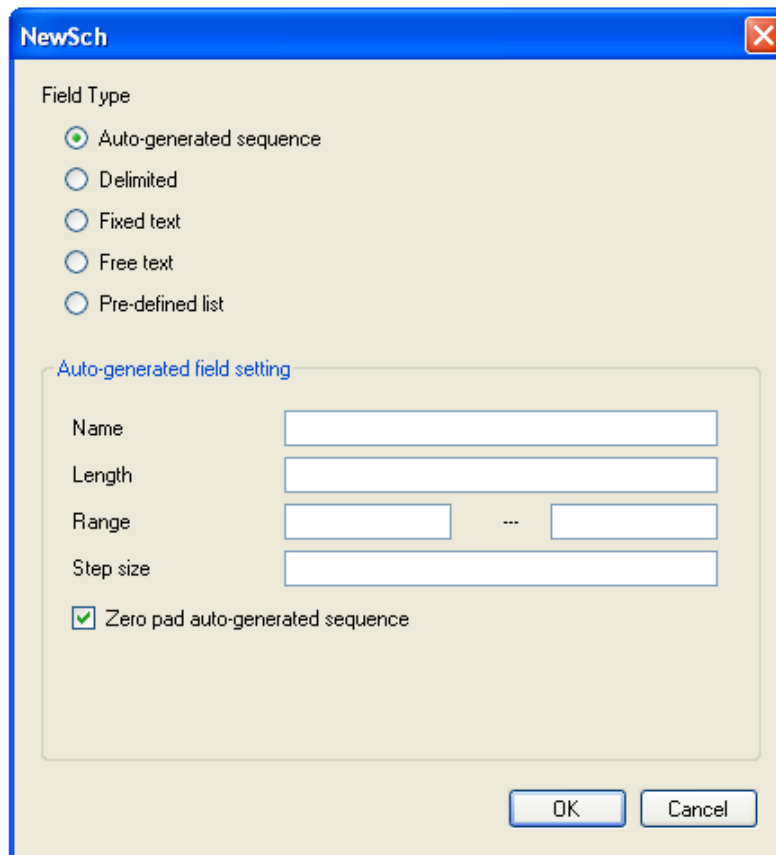 NewSch
Field Type
Auto-generated sequence
Delimited
Fixed text
Free text
Pre-defined list
Auto-generated field setting
Name
Length
Range ---
Step size
Zero pad auto-generated sequence
OK Cancel